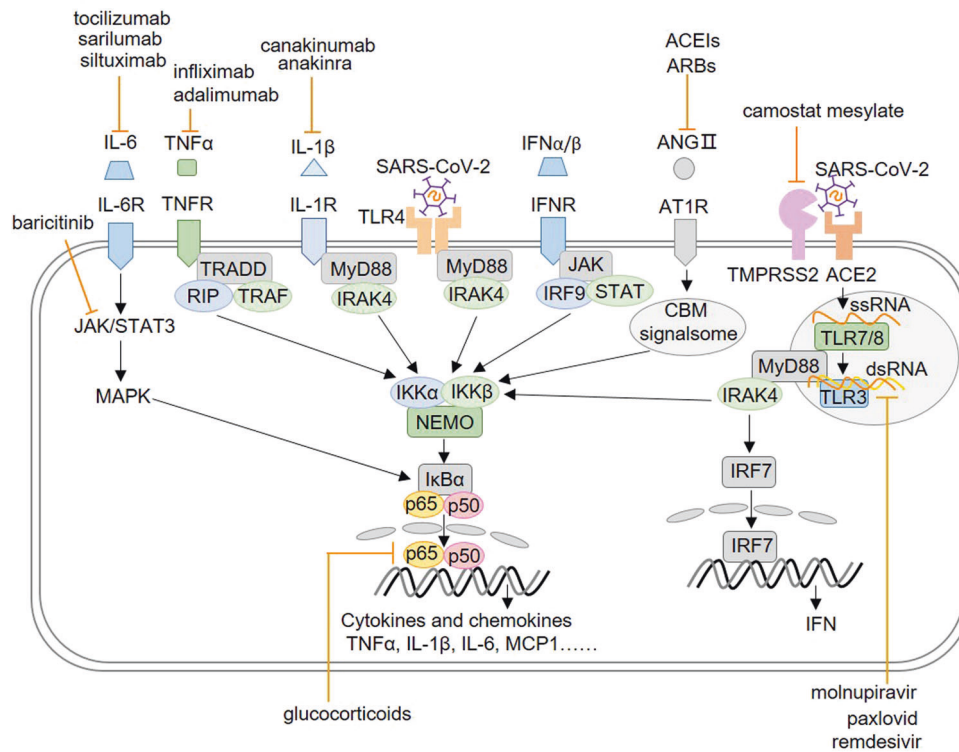 tocilizumab
sarilumab
siltuximab
infliximab
adalimumab
canakinumab
anakinra
ACEIs
ARBs
camostat mesylate
IL-6
TNFα
IL-1β
IFNα/β
ANGⅡ
SARS-CoV-2
SARS-CoV-2
IL-6R
TNFR
IL-1R
TLR4
IFNR
AT1R
baricitinib
TRADD
RIP
TRAF
MyD88
IRAK4
MyD88
IRAK4
JAK
IRF9
STAT
TMPRSS2
ACE2
CBM
signalsome
ssRNA
TLR7/8
dsRNA
TLR3
MyD88
IRAK4
JAK/STAT3
MAPK
IKKα
IKKβ
NEMO
IκBα
p65
p50
p65
p50
IRF7
IRF7
Cytokines and chemokines
TNFα, IL-1β, IL-6, MCP1......
IFN
glucocorticoids
molnupiravir
paxlovid
remdesivir